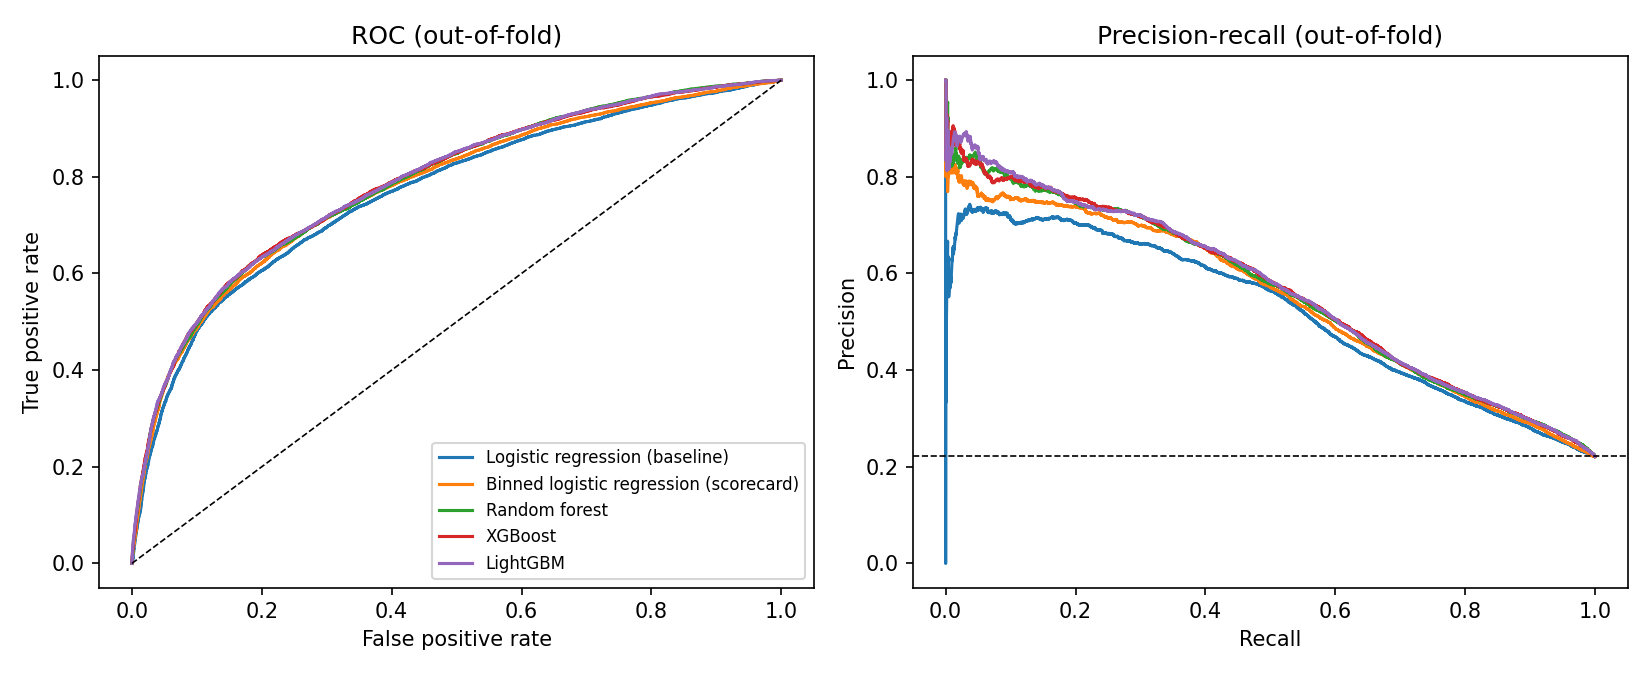 ROC (out-of-fold)
True positive rate
1.0
0.8
0.6
0.4
0.2
0.0
Logistic regression (baseline)
Binned logistic regression (scorecard)
Random forest
XGBoost
LightGBM
0.0 0.2 0.4 0.6 0.8 1.0
False positive rate
Precision-recall (out-of-fold)
Precision
1.0
0.8
0.6
0.4
0.2
0.0
0.0 0.2 0.4 0.6 0.8 1.0
Recall